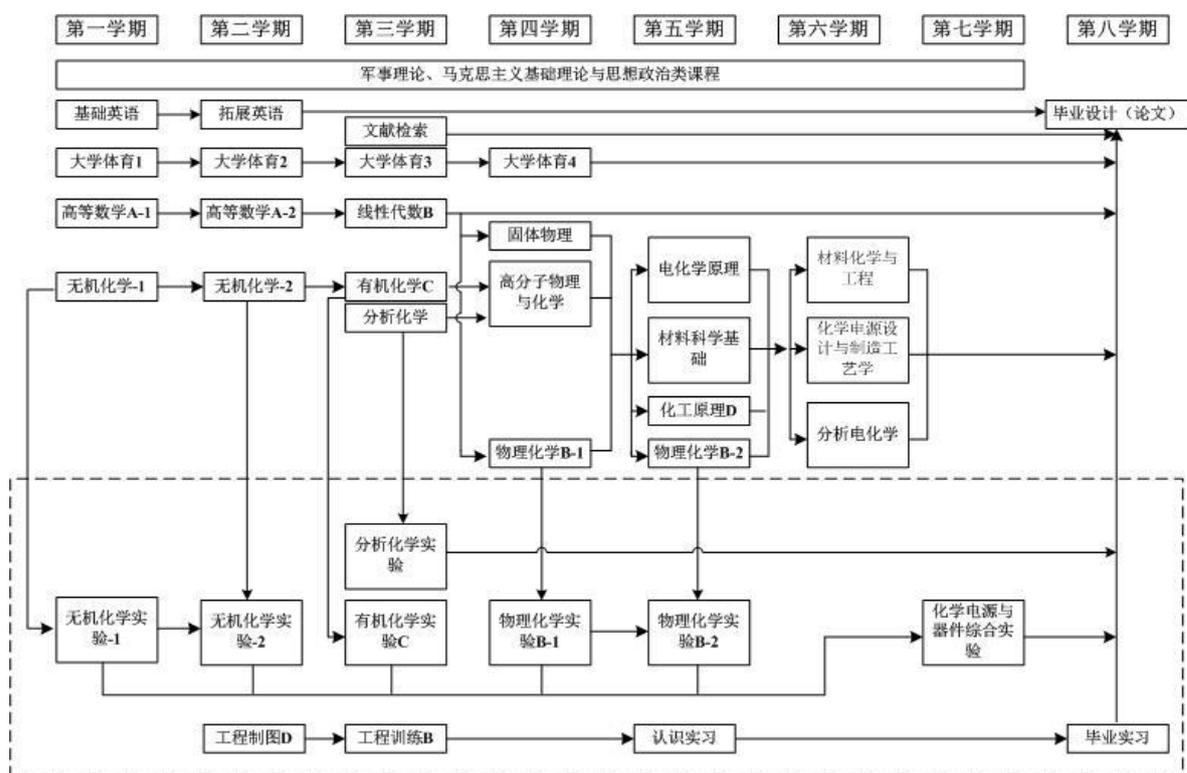 第一学期
第二学期
第三学期
第四学期
第五学期
第六学期
第七学期
第八学期
军事理论、马克思主义基础理论与思想政治类课程
基础英语
拓展英语
毕业设计（论文）
文献检索
大学体育1
大学体育2
大学体育3
大学体育4
高等数学A-1
高等数学A-2
线性代数B
固体物理
电化学原理
材料化学与
工程
无机化学-1
无机化学-2
有机化学C
高分子物理
与化学
分析化学
材料科学基
础
化学电源设
计与制造工
艺学
化工原理D
分析电化学
物理化学B-1
物理化学B-2
分析化学实
验
无机化学实
验-1
无机化学实
验-2
有机化学实
验C
物理化学实
验B-1
物理化学实
验B-2
化学电源与
器件综合实
验
工程制图D
工程训练B
认识实习
毕业实习